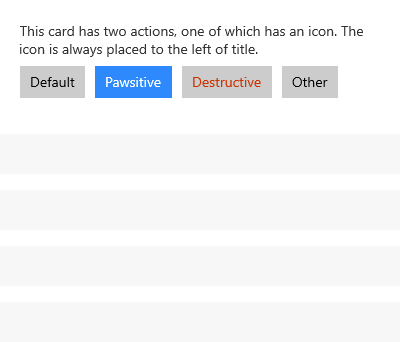 This card has two actions, one of which has an icon. The
icon is always placed to the left of title.
Default Pawsitive Destructive Other